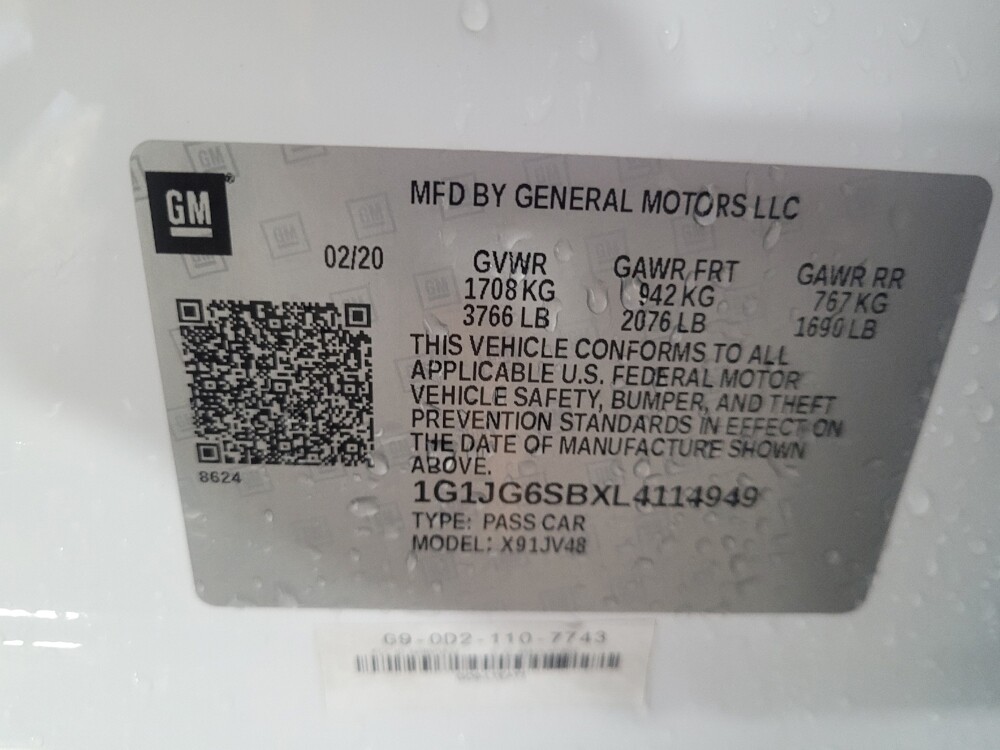 GM
MFD BY GENERAL MOTORS LLC
02/20
GVWR
1708 KG
3766 LB
GAWR FRT
942 KG
2076 LB
GAWR RR
767 KG
1690 LB
THIS VEHICLE CONFORMS TO ALL
APPLICABLE U.S. FEDERAL MOTOR
VEHICLE SAFETY, BUMPER, AND THEFT
PREVENTION STANDARDS IN EFFECT ON
THE DATE OF MANUFACTURE SHOWN
ABOVE.
8624
1G1JG6SBXL4114949
TYPE: PASS CAR
MODEL: X91JV48
G9-0D2-110-7743